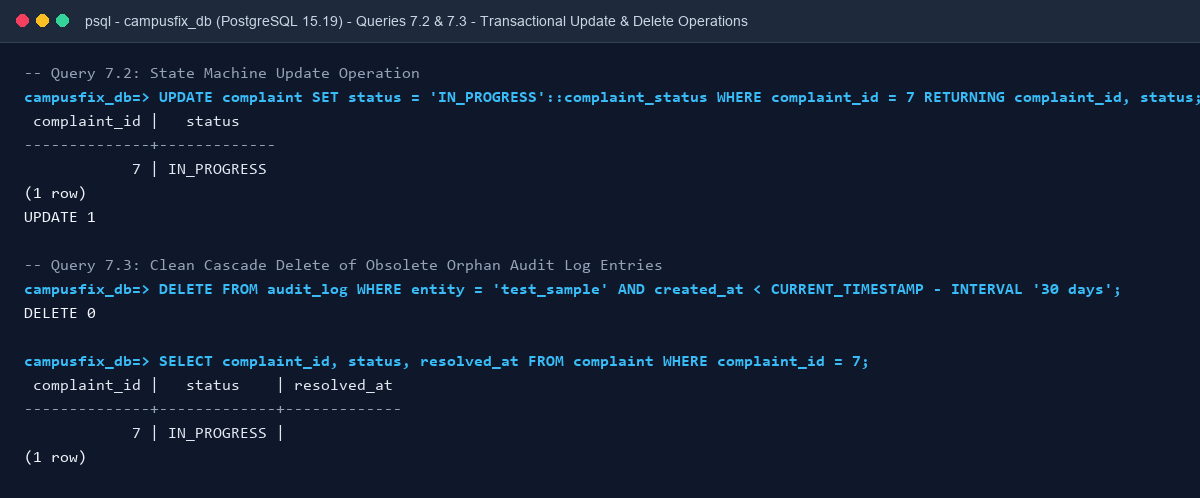 psql - campusfix_db (PostgreSQL 15.19) - Queries 7.2 & 7.3 - Transactional Update & Delete Operations
-- Query 7.2: State Machine Update Operation
campusfix_db=> UPDATE complaint SET status = 'IN_PROGRESS'::complaint_status WHERE complaint_id = 7 RETURNING complaint_id, status;
 complaint_id |   status
--------------+-------------
            7 | IN_PROGRESS
(1 row)
UPDATE 1
-- Query 7.3: Clean Cascade Delete of Obsolete Orphan Audit Log Entries
campusfix_db=> DELETE FROM audit_log WHERE entity = 'test_sample' AND created_at < CURRENT_TIMESTAMP - INTERVAL '30 days';
DELETE 0
campusfix_db=> SELECT complaint_id, status, resolved_at FROM complaint WHERE complaint_id = 7;
 complaint_id |   status    | resolved_at
--------------+-------------+-------------
            7 | IN_PROGRESS |
(1 row)